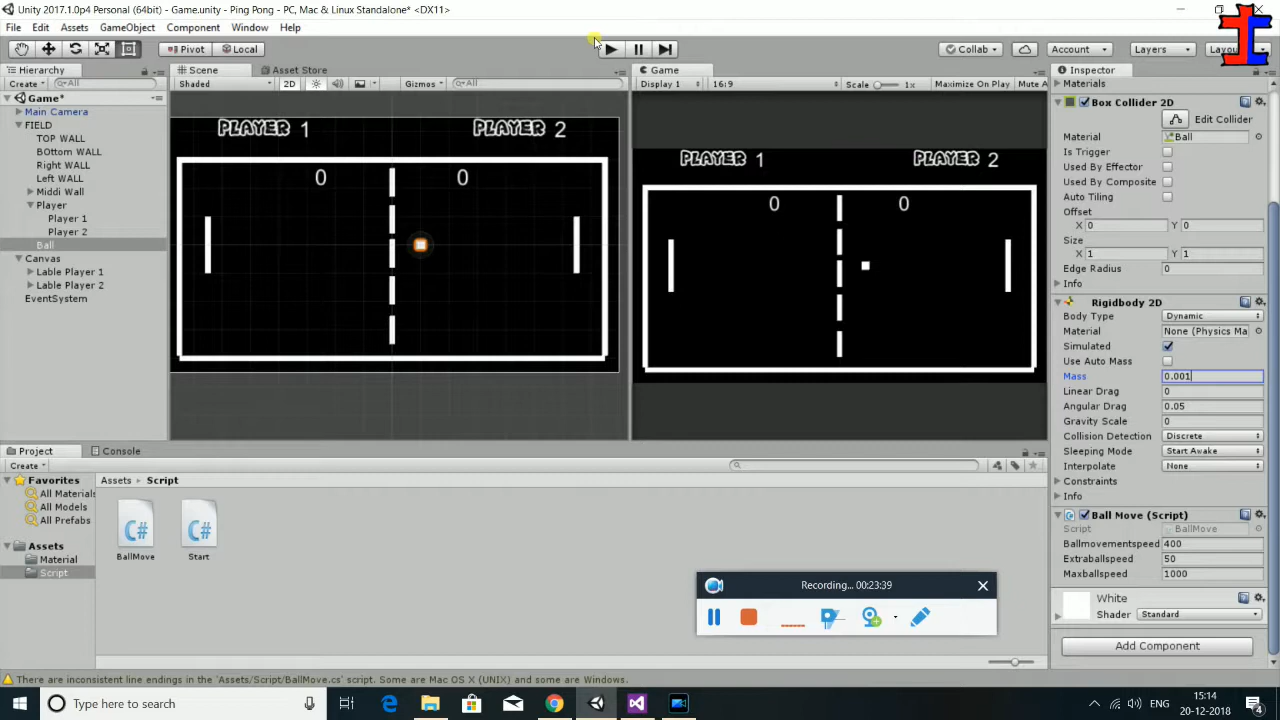 Unity 2017.1.0p4 Personal (64bit) - Game.unity - Ping Pong - PC, Mac & Linux Standalone* <DX11>
File Edit Assets GameObject Component Window Help
Pivot Local Collab Account Layers Layou
Hierarchy
Create All
Game*
Main Camera
FIELD
TOP WALL
BOttom WALL
Right WALL
Left WALL
Middi Wall
Player
Player 1
Player 2
Ball
Canvas
Lable Player 1
Lable Player 2
EventSystem
Scene Asset Store
Shaded 2D Gizmos All
PLAYER 1 PLAYER 2
0 0
Game
Display 1 16:9 Scale 1x Maximize On Play Mute A
PLAYER 1 PLAYER 2
0 0
Inspector
Materials
Box Collider 2D
Edit Collider
Material Ball
Is Trigger
Used By Effector
Used By Composite
Auto Tiling
Offset
X 0 Y 0
Size
X 1 Y 1
Edge Radius 0
Info
Rigidbody 2D
Body Type Dynamic
Material None (Physics Ma
Simulated
Use Auto Mass
Mass 0.001
Linear Drag 0
Angular Drag 0.05
Gravity Scale 0
Collision Detection Discrete
Sleeping Mode Start Awake
Interpolate None
Constraints
Info
Ball Move (Script)
Script BallMove
Ballmovementspeed 400
Extraballspeed 50
Maxballspeed 1000
White
Shader Standard
Add Component
Project Console
Create
Favorites
All Materials
All Models
All Prefabs
Assets
Material
Script
Assets Script
BallMove Start
Recording... 00:23:39
There are inconsistent line endings in the 'Assets/Script/BallMove.cs' script. Some are Mac OS X (UNIX) and some are Windows.
Type here to search
ENG
15:14
20-12-2018
4